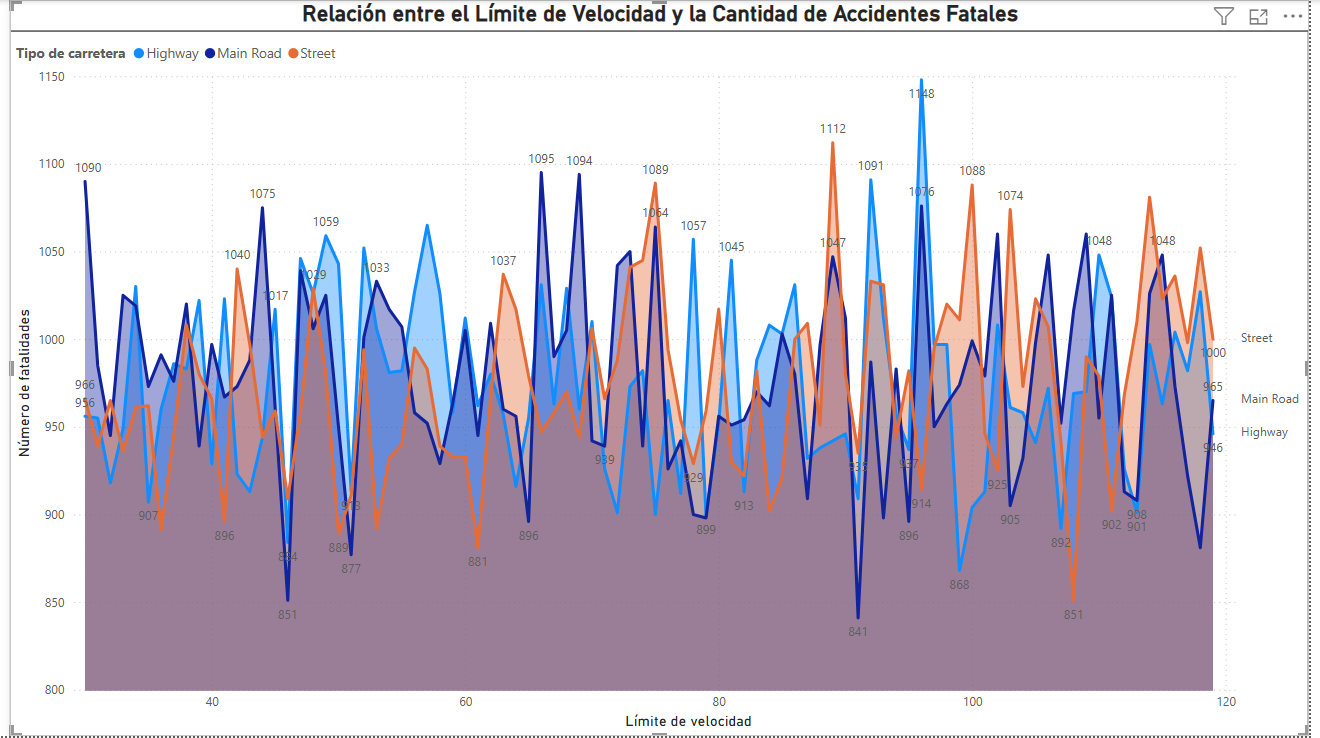 Relación entre el Límite de Velocidad y la Cantidad de Accidentes Fatales
Tipo de carretera Highway Main Road Street
Número de fatalidades
1150
1100
1050
1000
950
900
850
800
1148
1112
1095 1094
1090 1089 1091 1088
1075 1076 1074
1064
1059 1057
1040 1037 1033 1045 1047 1048 1048
1029
1017
1000
966 965
956
946
939 937
929 925
907 913 914 908
896 896 899 896 905 902 901
889 892
884 881
877
868
851 841 851
Street
Main Road
Highway
40 60 80 100 120
Límite de velocidad